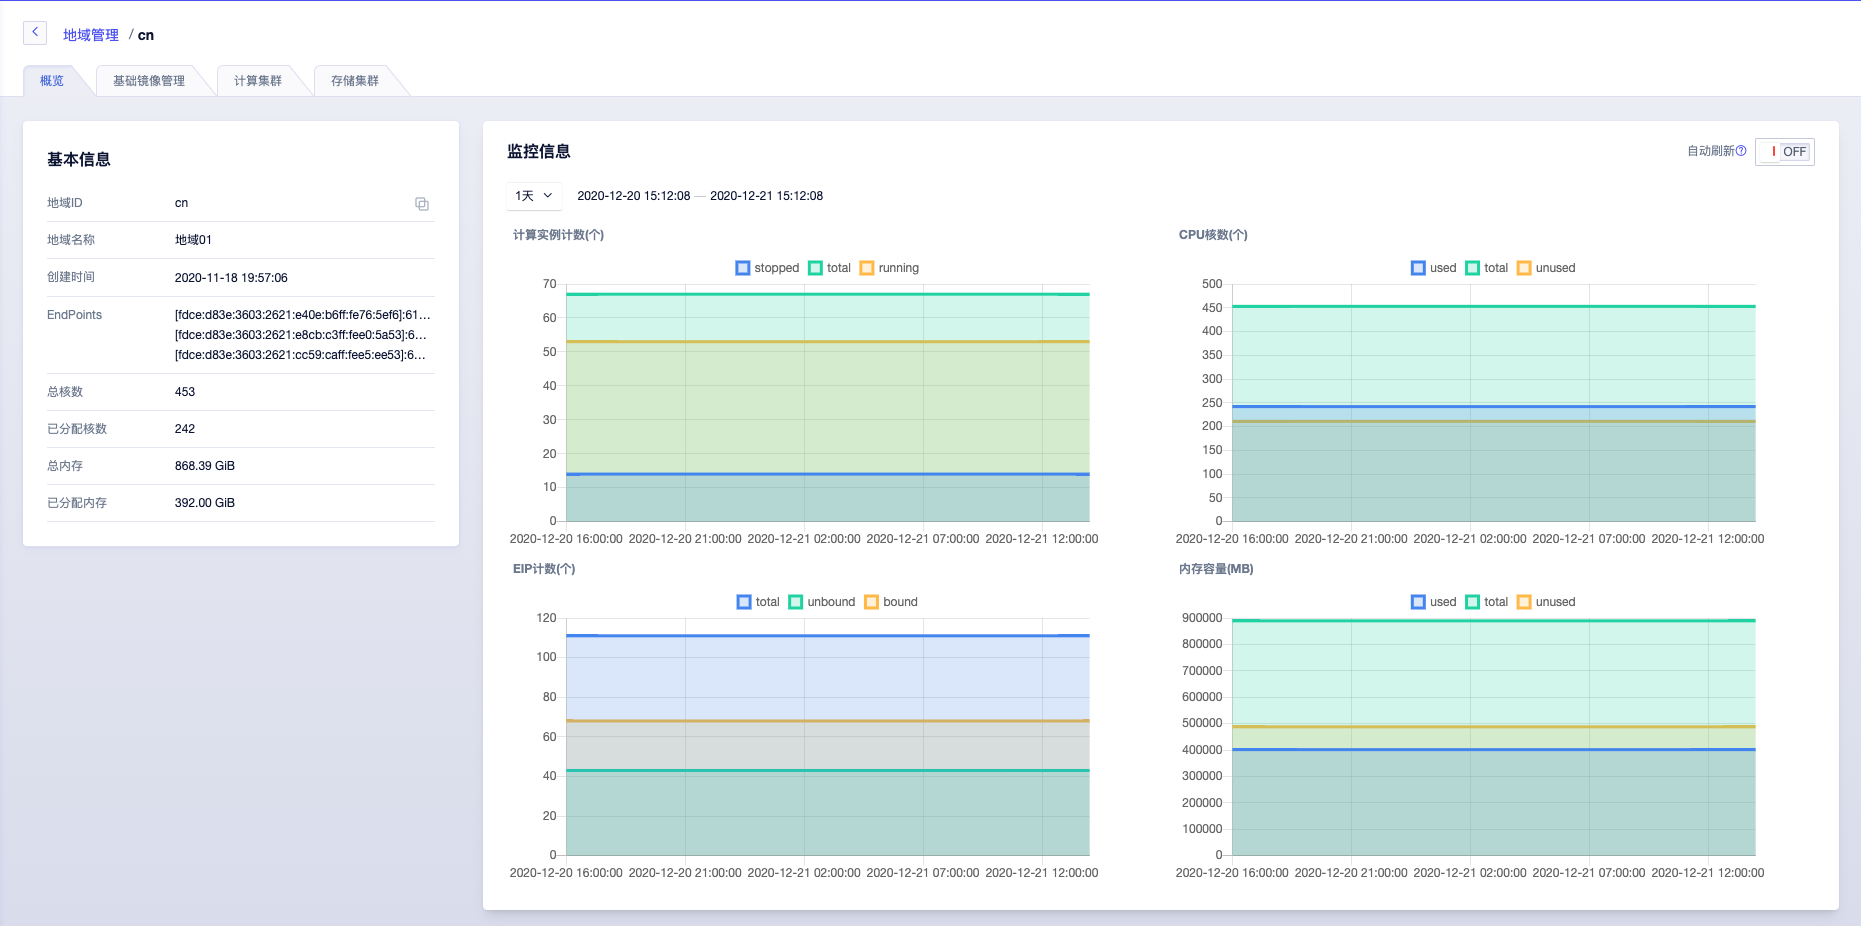 地域管理 / cn
概览 基础镜像管理 计算集群 存储集群
基本信息
地域ID cn
地域名称 地域01
创建时间 2020-11-18 19:57:06
EndPoints [fdce:d83e:3603:2621:e40e:b6ff:fe76:5ef6]:61...
[fdce:d83e:3603:2621:e8cb:c3ff:fee0:5a53]:6...
[fdce:d83e:3603:2621:cc59:caff:fee5:ee53]:6...
总核数 453
已分配核数 242
总内存 868.39 GiB
已分配内存 392.00 GiB
监控信息
自动刷新 OFF
1天 2020-12-20 15:12:08 — 2020-12-21 15:12:08
计算实例计数(个)
stopped total running
70
60
50
40
30
20
10
0
2020-12-20 16:00:00 2020-12-20 21:00:00 2020-12-21 02:00:00 2020-12-21 07:00:00 2020-12-21 12:00:00
CPU核数(个)
used total unused
500
450
400
350
300
250
200
150
100
50
0
2020-12-20 16:00:00 2020-12-20 21:00:00 2020-12-21 02:00:00 2020-12-21 07:00:00 2020-12-21 12:00:00
EIP计数(个)
total unbound bound
120
100
80
60
40
20
0
2020-12-20 16:00:00 2020-12-20 21:00:00 2020-12-21 02:00:00 2020-12-21 07:00:00 2020-12-21 12:00:00
内存容量(MB)
used total unused
900000
800000
700000
600000
500000
400000
300000
200000
100000
0
2020-12-20 16:00:00 2020-12-20 21:00:00 2020-12-21 02:00:00 2020-12-21 07:00:00 2020-12-21 12:00:00